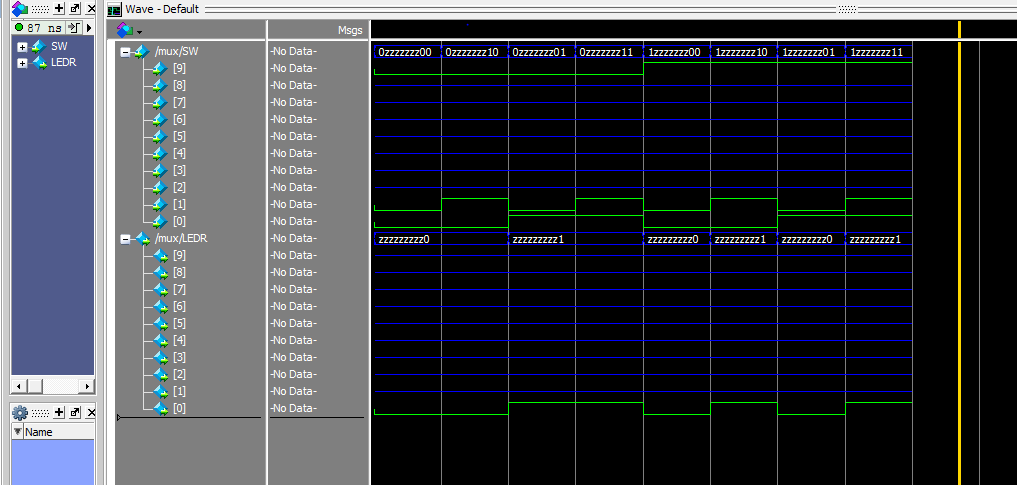 Wave - Default
87 ns
Msgs
SW
LEDR
/mux/SW -No Data- 0zzzzzzz00 0zzzzzzz10 0zzzzzzz01 0zzzzzzz11 1zzzzzzz00 1zzzzzzz10 1zzzzzzz01 1zzzzzzz11
[9] -No Data-
[8] -No Data-
[7] -No Data-
[6] -No Data-
[5] -No Data-
[4] -No Data-
[3] -No Data-
[2] -No Data-
[1] -No Data-
[0] -No Data-
/mux/LEDR -No Data- zzzzzzzzz0 zzzzzzzzz1 zzzzzzzzz0 zzzzzzzzz1 zzzzzzzzz0 zzzzzzzzz1
[9] -No Data-
[8] -No Data-
[7] -No Data-
[6] -No Data-
[5] -No Data-
[4] -No Data-
[3] -No Data-
[2] -No Data-
[1] -No Data-
[0] -No Data-
Name